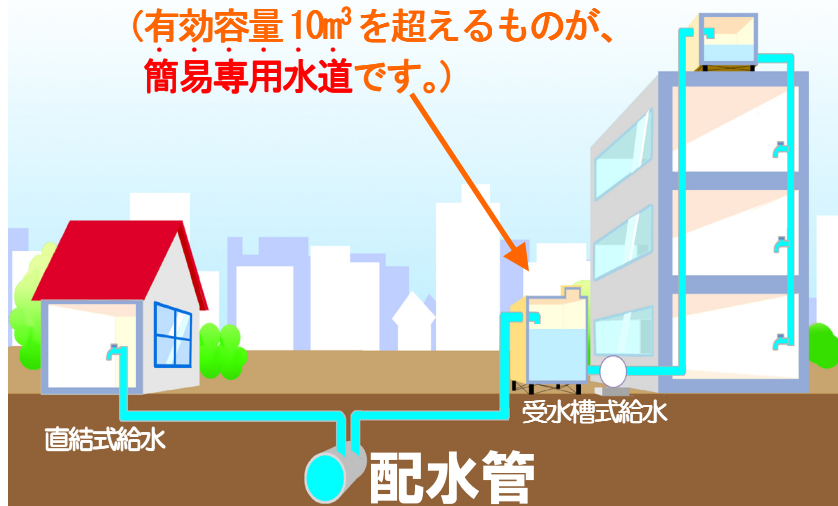 （有効容量10㎥を超えるものが、
簡易専用水道です。）
受水槽式給水
直結式給水
配水管